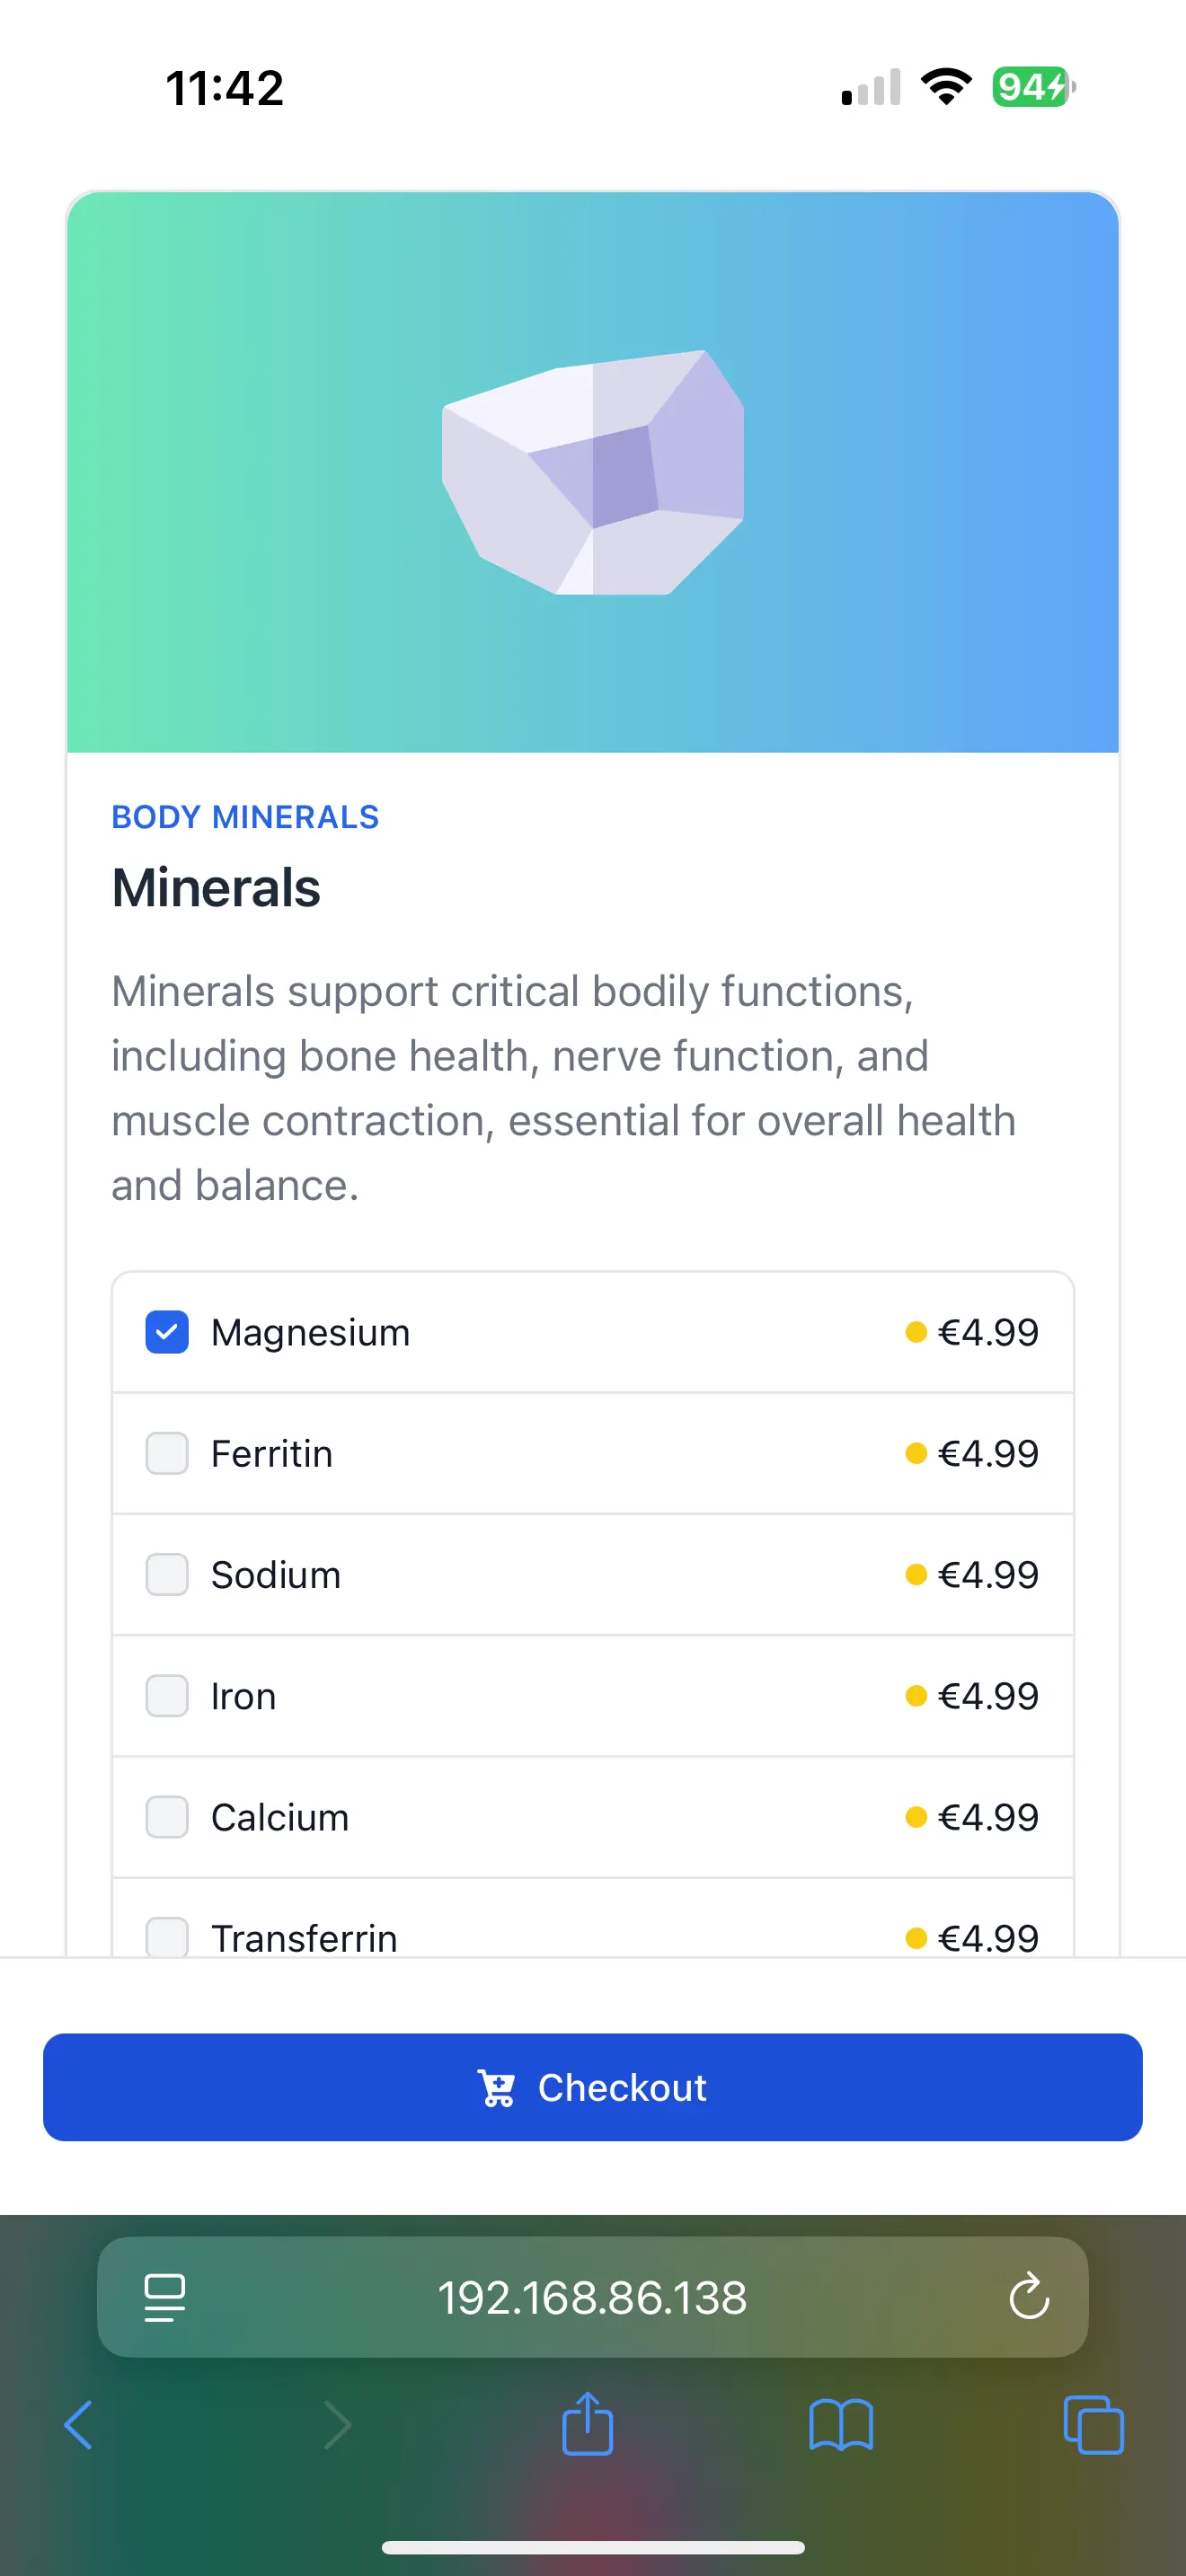 11:42
94
BODY MINERALS
Minerals
Minerals support critical bodily functions,
including bone health, nerve function, and
muscle contraction, essential for overall health
and balance.
Magnesium €4.99
Ferritin €4.99
Sodium €4.99
Iron €4.99
Calcium €4.99
Transferrin €4.99
Checkout
192.168.86.138